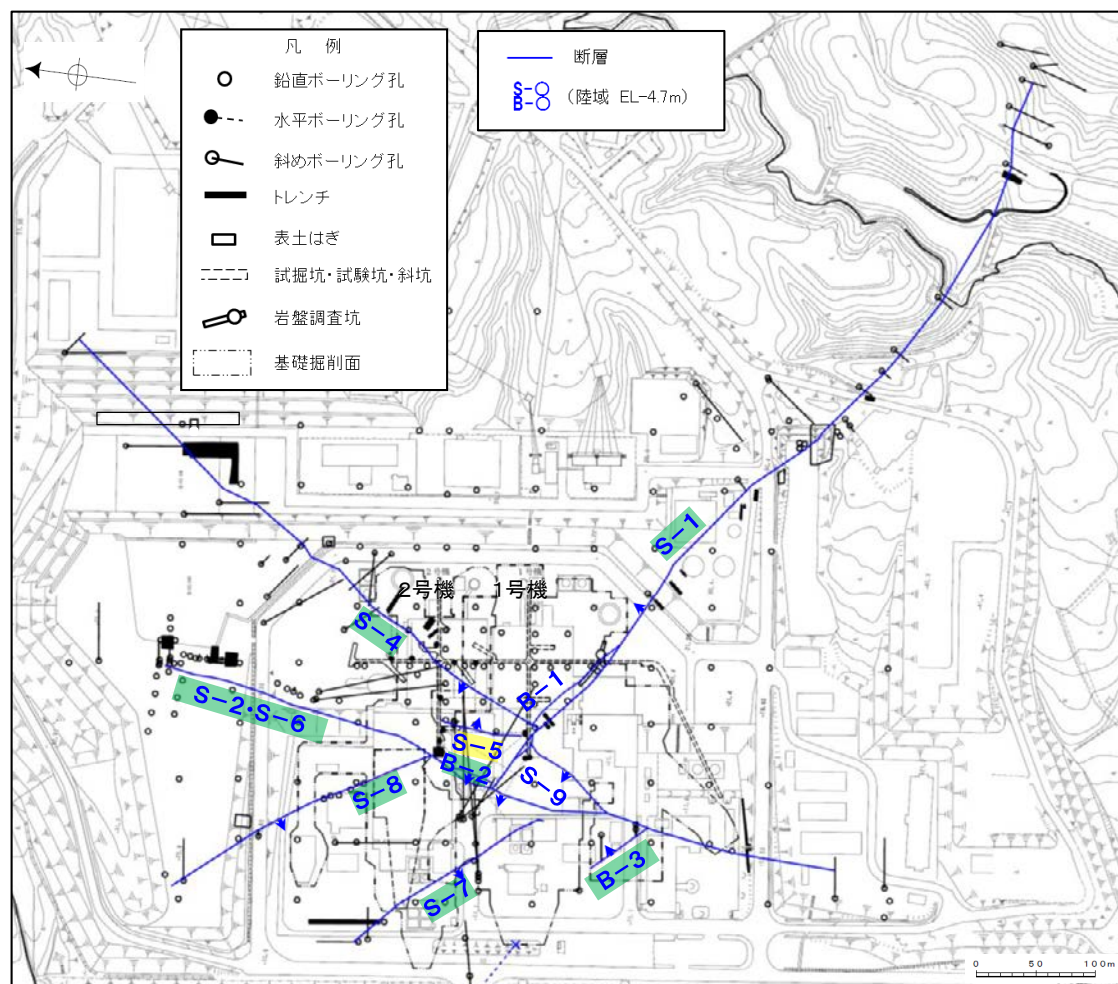 凡　例
鉛直ボーリング孔
水平ボーリング孔
斜めボーリング孔
トレンチ
表土はぎ
試掘坑・試験坑・斜坑
岩盤調査坑
基礎掘削面
断層
S-○
B-○
(陸域 EL-4.7m)
S-1
2号機
1号機
S-4
B-1
S-2・S-6
S-5
B-2
S-9
S-8
B-3
S-7
0 50 100m